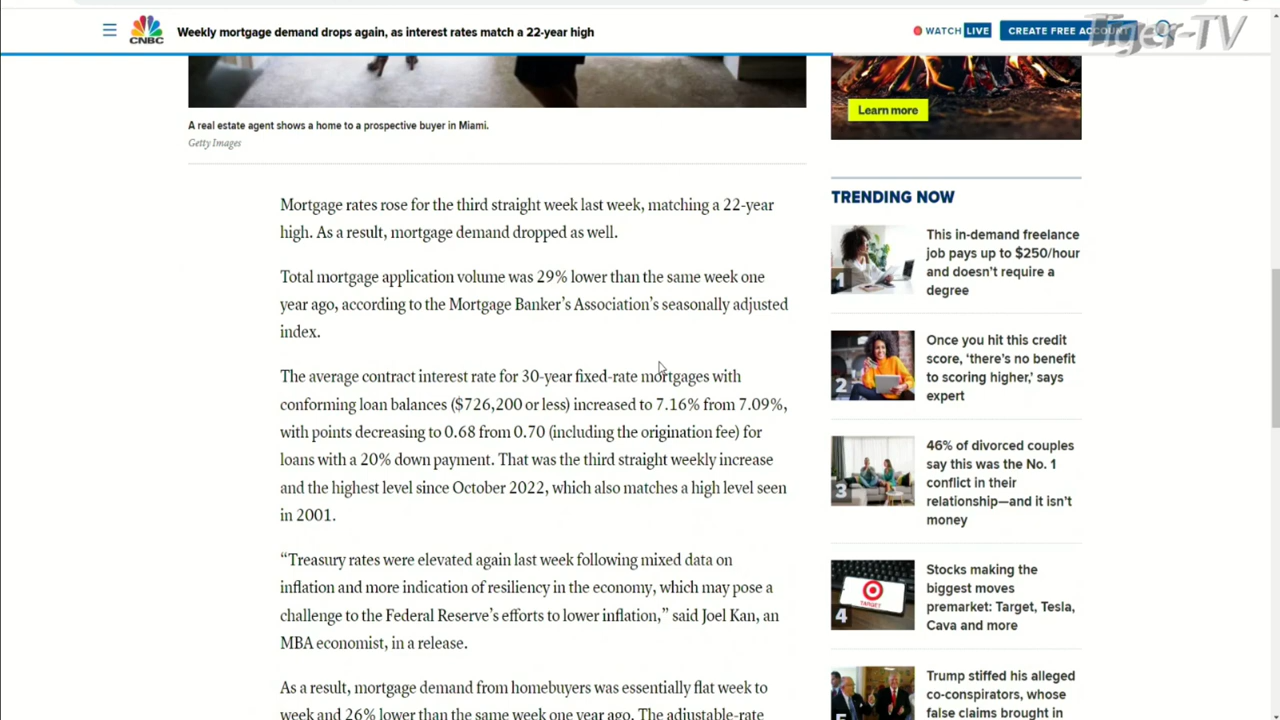 CNBC
Weekly mortgage demand drops again, as interest rates match a 22-year high
WATCH LIVE
CREATE FREE ACCOUNT
Tiger-TV
Learn more
A real estate agent shows a home to a prospective buyer in Miami.
Getty Images
Mortgage rates rose for the third straight week last week, matching a 22-year
high. As a result, mortgage demand dropped as well.
Total mortgage application volume was 29% lower than the same week one
year ago, according to the Mortgage Banker’s Association’s seasonally adjusted
index.
The average contract interest rate for 30-year fixed-rate mortgages with
conforming loan balances ($726,200 or less) increased to 7.16% from 7.09%,
with points decreasing to 0.68 from 0.70 (including the origination fee) for
loans with a 20% down payment. That was the third straight weekly increase
and the highest level since October 2022, which also matches a high level seen
in 2001.
“Treasury rates were elevated again last week following mixed data on
inflation and more indication of resiliency in the economy, which may pose a
challenge to the Federal Reserve’s efforts to lower inflation,” said Joel Kan, an
MBA economist, in a release.
As a result, mortgage demand from homebuyers was essentially flat week to
week and 26% lower than the same week one year ago. The adjustable-rate
TRENDING NOW
1
This in-demand freelance
job pays up to $250/hour
and doesn’t require a
degree
2
Once you hit this credit
score, ‘there’s no benefit
to scoring higher,’ says
expert
3
46% of divorced couples
say this was the No. 1
conflict in their
relationship—and it isn’t
money
4
TARGET
Stocks making the
biggest moves
premarket: Target, Tesla,
Cava and more
5
Trump stiffed his alleged
co-conspirators, whose
false claims brought in